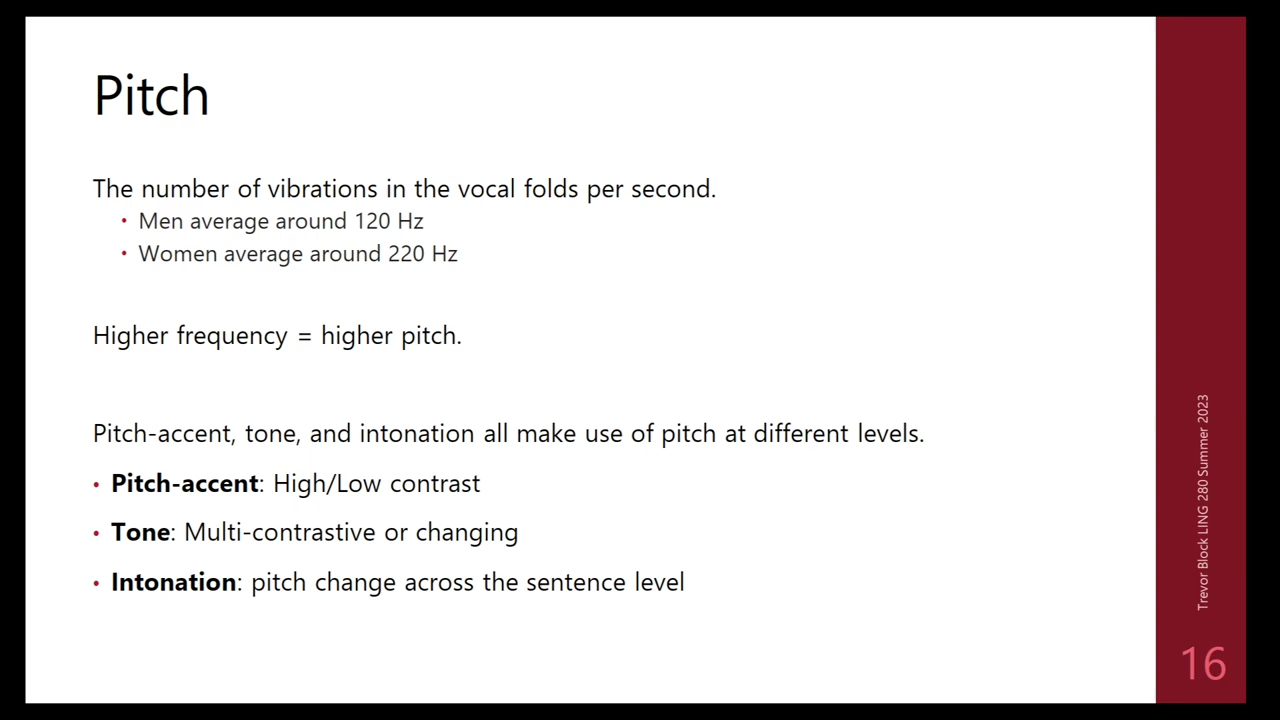 Pitch
The number of vibrations in the vocal folds per second.
• Men average around 120 Hz
• Women average around 220 Hz
Higher frequency = higher pitch.
Pitch-accent, tone, and intonation all make use of pitch at different levels.
• Pitch-accent: High/Low contrast
• Tone: Multi-contrastive or changing
• Intonation: pitch change across the sentence level
Trevor Block LING 280 Summer 2023
16